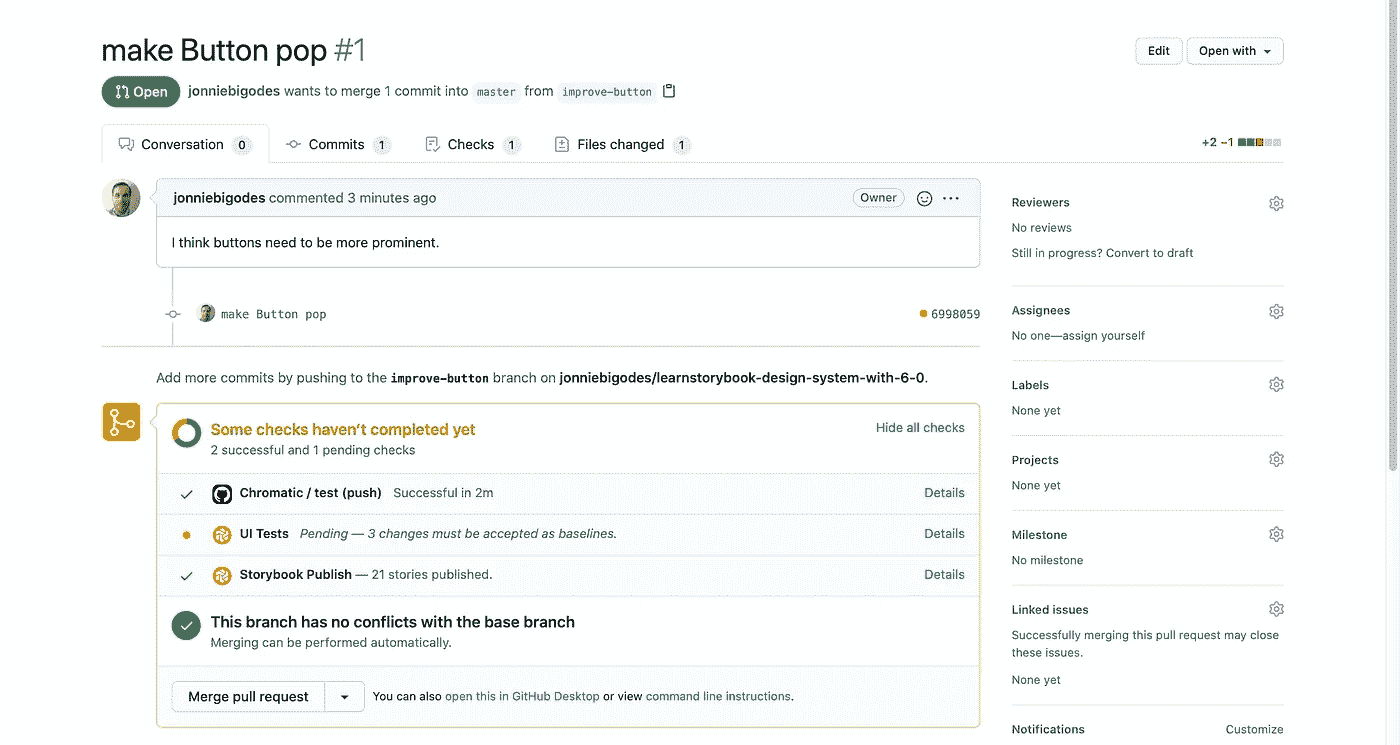 make Button pop #1
Edit
Open with
Open
jonniebigodes wants to merge 1 commit into master from improve-button
Conversation 0
Commits 1
Checks 1
Files changed 1
+2 −1
jonniebigodes commented 3 minutes ago
Owner
I think buttons need to be more prominent.
make Button pop
6998059
Add more commits by pushing to the improve-button branch on jonniebigodes/learnstorybook-design-system-with-6-0.
Some checks haven't completed yet
Hide all checks
2 successful and 1 pending checks
Chromatic / test (push) Successful in 2m
Details
UI Tests Pending — 3 changes must be accepted as baselines.
Details
Storybook Publish — 21 stories published.
Details
This branch has no conflicts with the base branch
Merging can be performed automatically.
Merge pull request
You can also open this in GitHub Desktop or view command line instructions.
Reviewers
No reviews
Still in progress? Convert to draft
Assignees
No one—assign yourself
Labels
None yet
Projects
None yet
Milestone
No milestone
Linked issues
Successfully merging this pull request may close
these issues.
None yet
Notifications
Customize